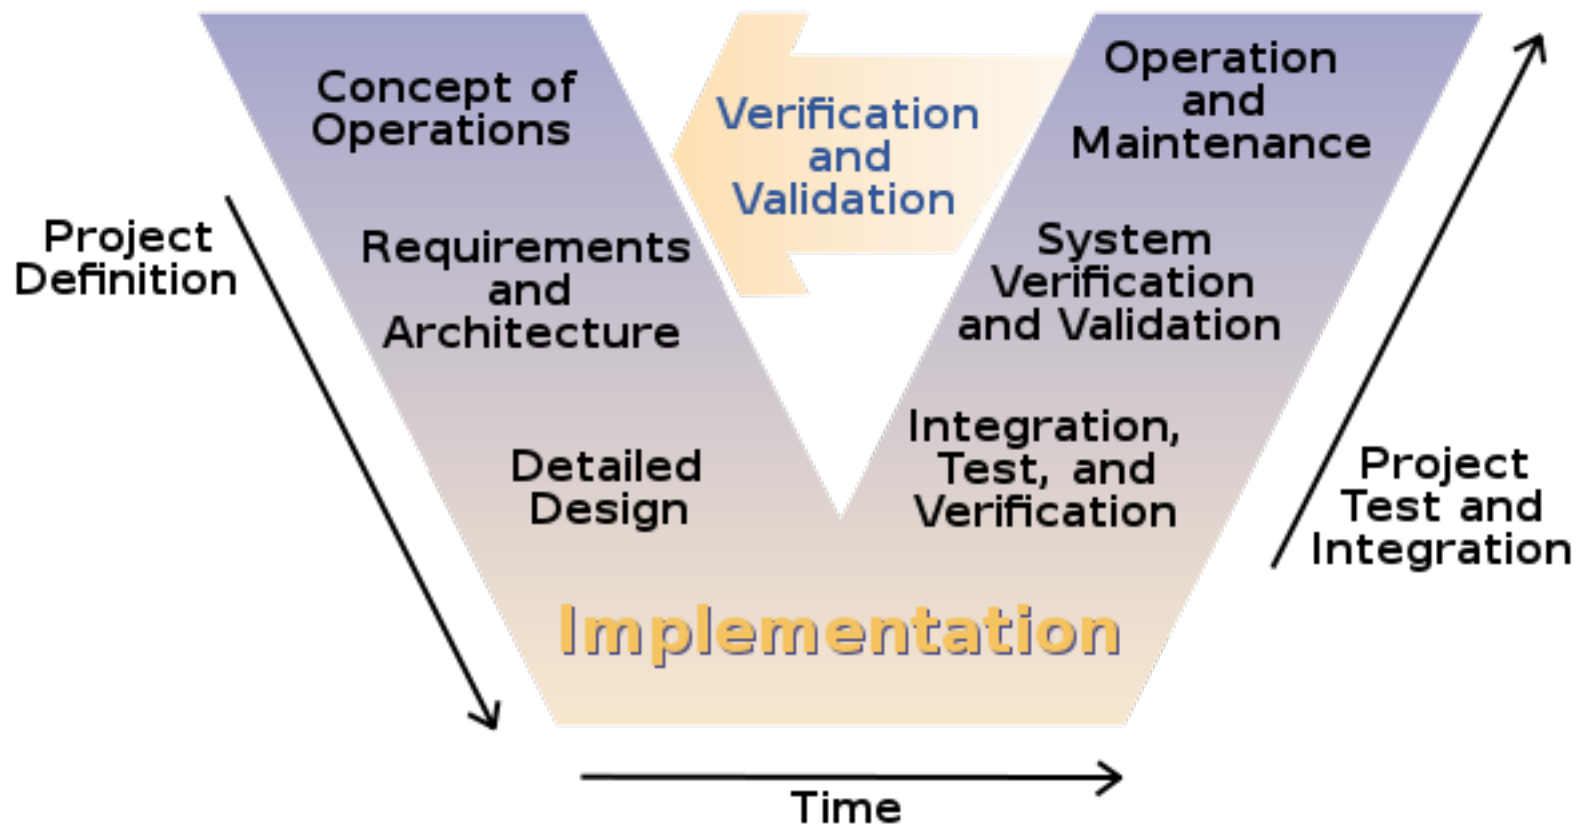 Concept of
Operations
Verification
and
Validation
Operation
and
Maintenance
Project
Definition
Requirements
and
Architecture
System
Verification
and Validation
Detailed
Design
Integration,
Test, and
Verification
Project
Test and
Integration
Implementation
Time